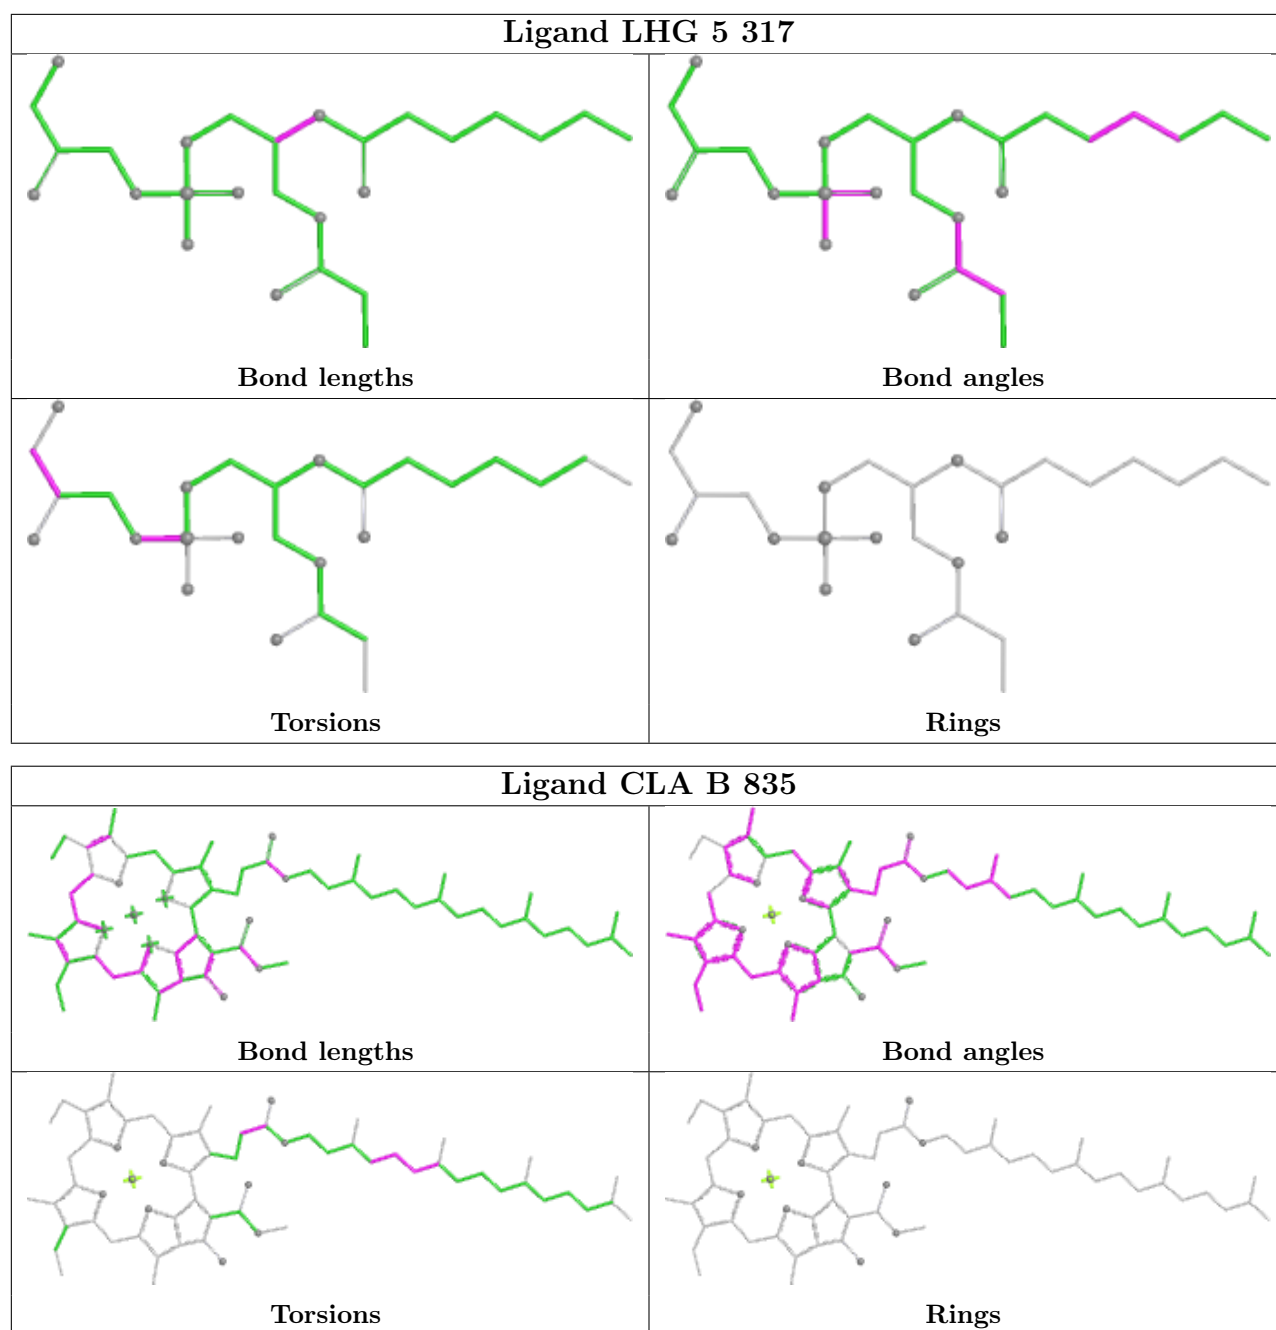 Ligand LHG 5 317
Bond lengths
Bond angles
Torsions
Rings
Ligand CLA B 835
Bond lengths
Bond angles
Torsions
Rings